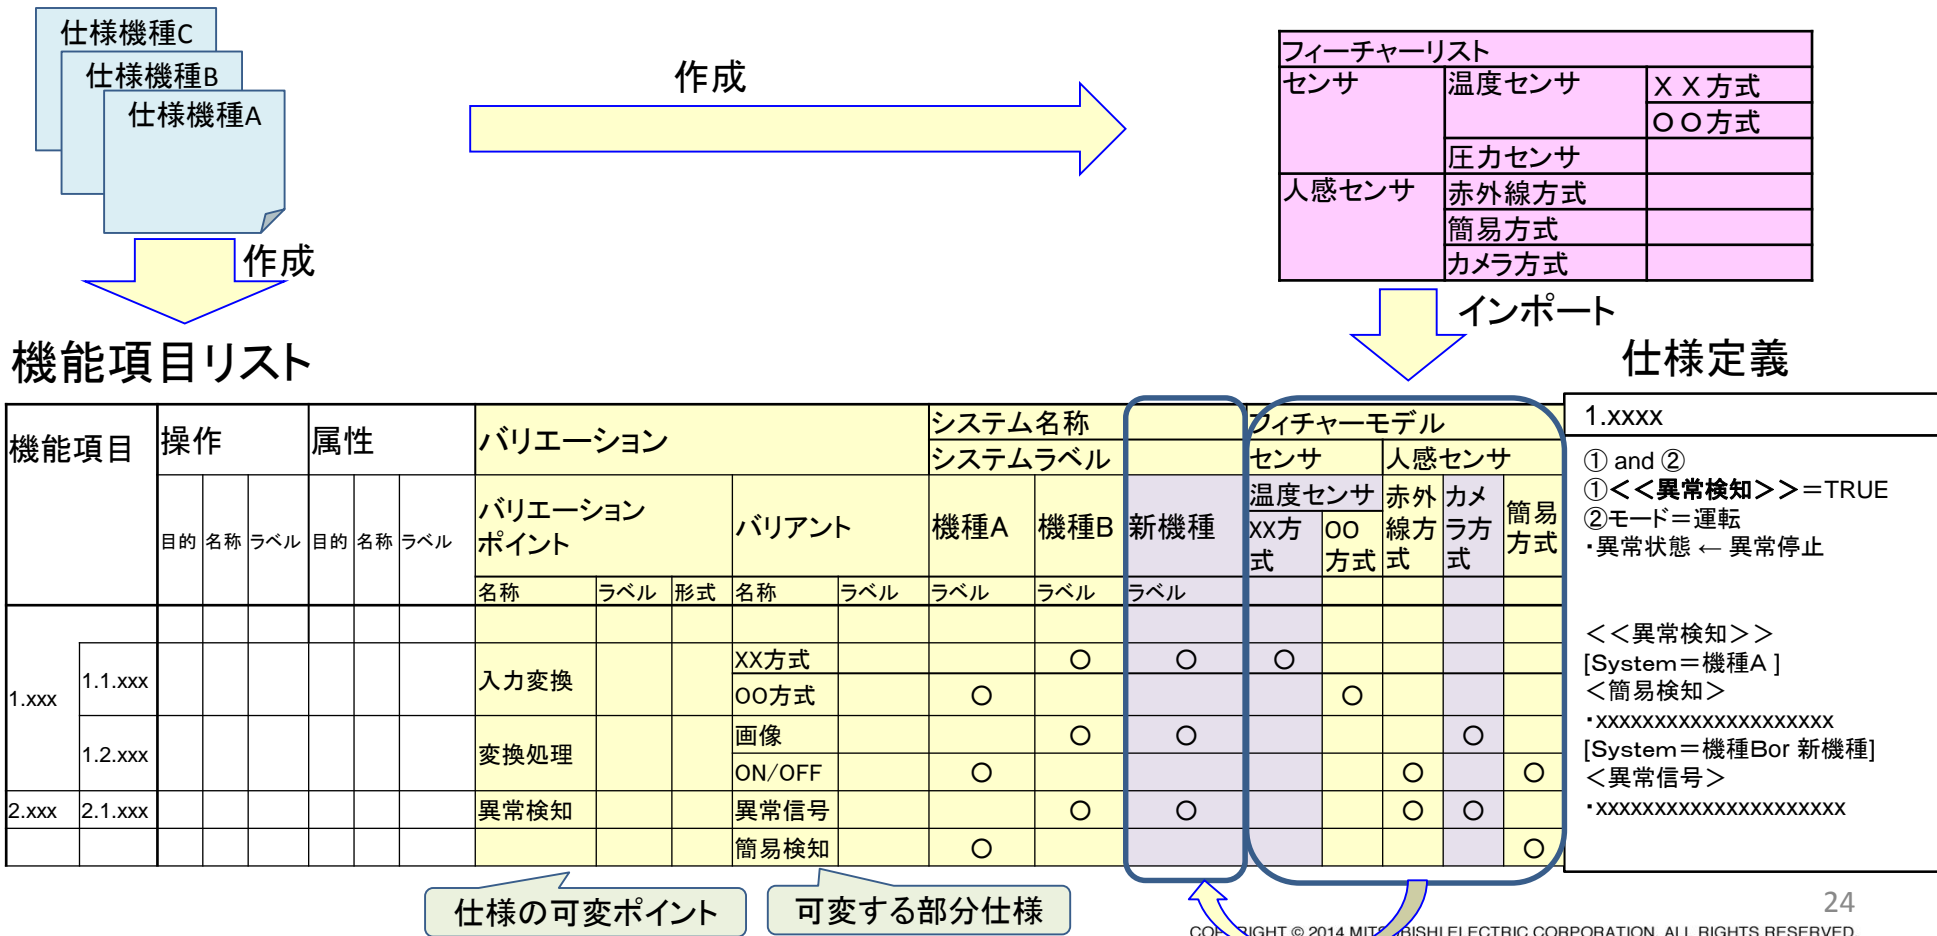 仕様機種C
仕様機種B
仕様機種A
作成
作成
フィーチャーリスト
センサ 温度センサ ＸＸ方式
〇〇方式
圧力センサ
人感センサ 赤外線方式
簡易方式
カメラ方式
インポート
機能項目リスト
仕様定義
機能項目 操作 属性 バリエーション システム名称 フィチャーモデル
システムラベル センサ 人感センサ
目的 名称 ラベル 目的 名称 ラベル
バリエーション
ポイント
バリアント 機種A 機種B 新機種
温度センサ
XX方
式
〇〇
方式
赤外
線方
式
カメ
ラ方
式
簡易
方式
名称 ラベル 形式 名称 ラベル ラベル ラベル ラベル
1.xxx 1.1.xxx 入力変換 XX方式 〇 〇 〇
〇〇方式 〇 〇
1.2.xxx 変換処理 画像 〇 〇 〇
ON/OFF 〇 〇 〇
2.xxx 2.1.xxx 異常検知 異常信号 〇 〇 〇 〇
簡易検知 〇 〇
1.xxxx
① and ②
①＜＜異常検知＞＞＝TRUE
②モード＝運転
・異常状態 ← 異常停止
＜＜異常検知＞＞
[System＝機種A ]
＜簡易検知＞
・xxxxxxxxxxxxxxxxxxxx
[System＝機種Bor 新機種]
＜異常信号＞
・xxxxxxxxxxxxxxxxxxxxx
仕様の可変ポイント
可変する部分仕様
24
COPYRIGHT © 2014 MITSUBISHI ELECTRIC CORPORATION. ALL RIGHTS RESERVED.